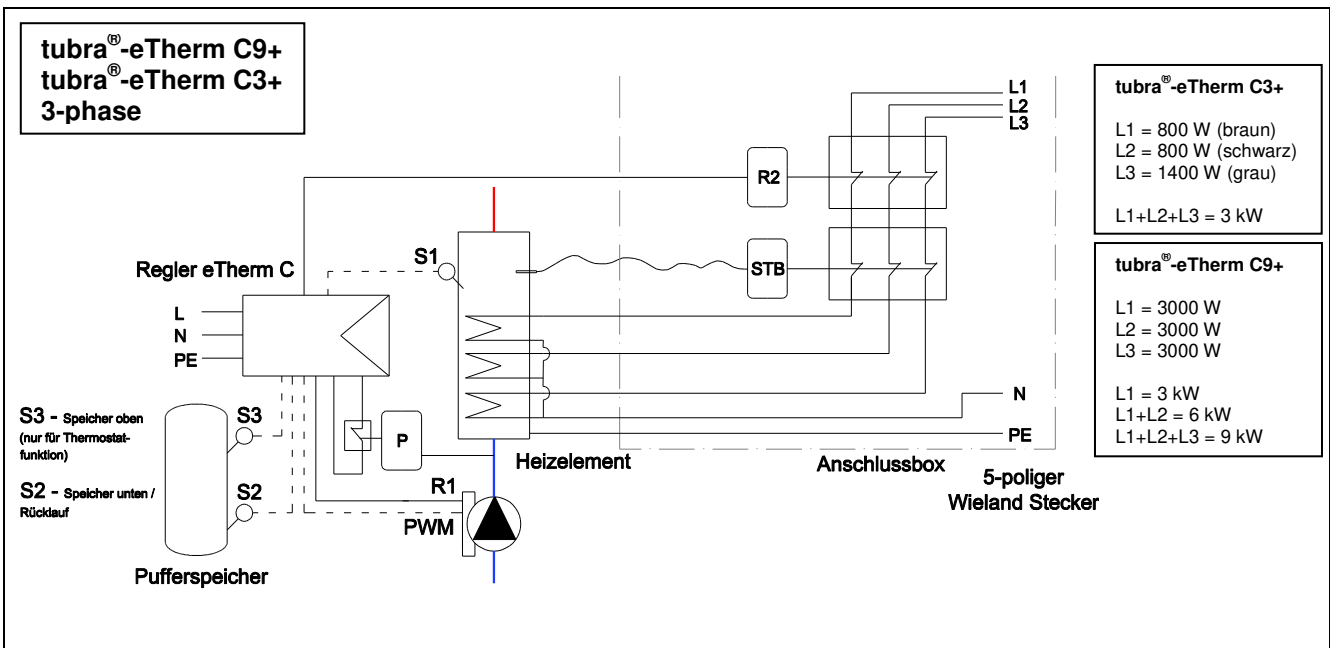 tubra®-eTherm C9+
tubra®-eTherm C3+
3-phase
L1
L2
L3
R2
STB
S1
Regler eTherm C
L
N
PE
S3 - Speicher oben
(nur für Thermostat-
funktion)
S3
S2 - Speicher unten /
Rücklauf
S2
P
R1
PWM
Heizelement
N
PE
Anschlussbox
5-poliger
Wieland Stecker
Pufferspeicher
tubra®-eTherm C3+
L1 = 800 W (braun)
L2 = 800 W (schwarz)
L3 = 1400 W (grau)
L1+L2+L3 = 3 kW
tubra®-eTherm C9+
L1 = 3000 W
L2 = 3000 W
L3 = 3000 W
L1 = 3 kW
L1+L2 = 6 kW
L1+L2+L3 = 9 kW